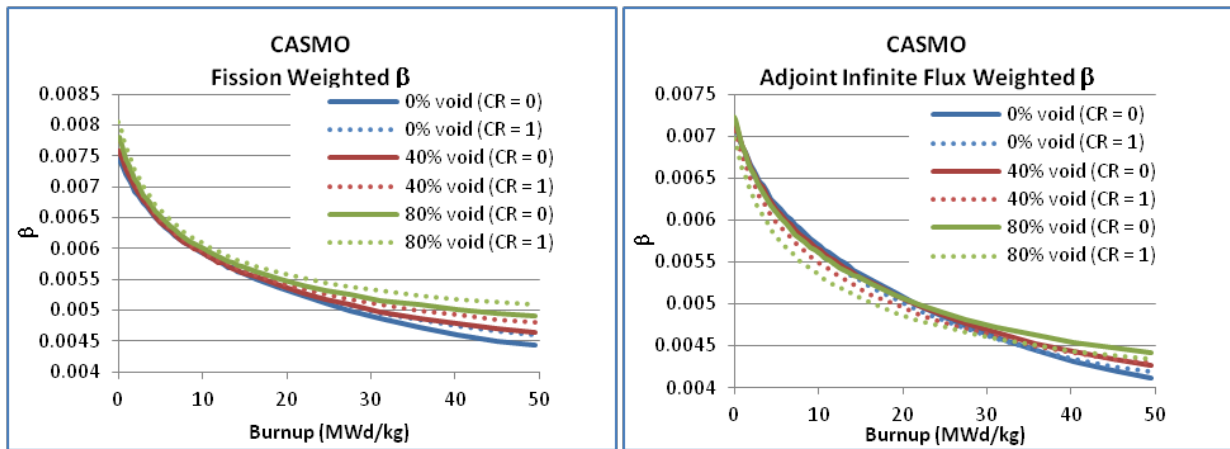 CASMO
Fission Weighted β
0.0085
0.008
0.0075
0.007
0.0065
0.006
0.0055
0.005
0.0045
0.004
β
0% void (CR = 0)
0% void (CR = 1)
40% void (CR = 0)
40% void (CR = 1)
80% void (CR = 0)
80% void (CR = 1)
0 10 20 30 40 50
Burnup (MWd/kg)
CASMO
Adjoint Infinite Flux Weighted β
0.0075
0.007
0.0065
0.006
0.0055
0.005
0.0045
0.004
β
0% void (CR = 0)
0% void (CR = 1)
40% void (CR = 0)
40% void (CR = 1)
80% void (CR = 0)
80% void (CR = 1)
0 10 20 30 40 50
Burnup (MWd/kg)